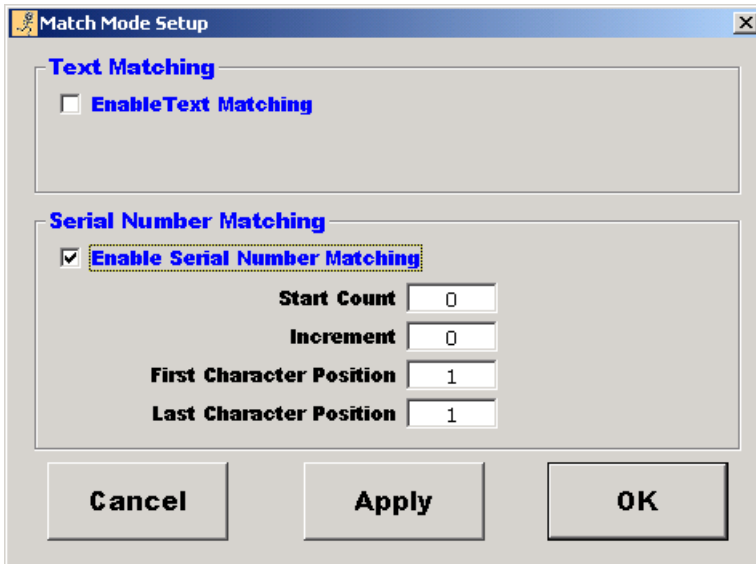 Match Mode Setup
Text Matching
EnableText Matching
Serial Number Matching
Enable Serial Number Matching
Start Count 0
Increment 0
First Character Position 1
Last Character Position 1
Cancel Apply OK